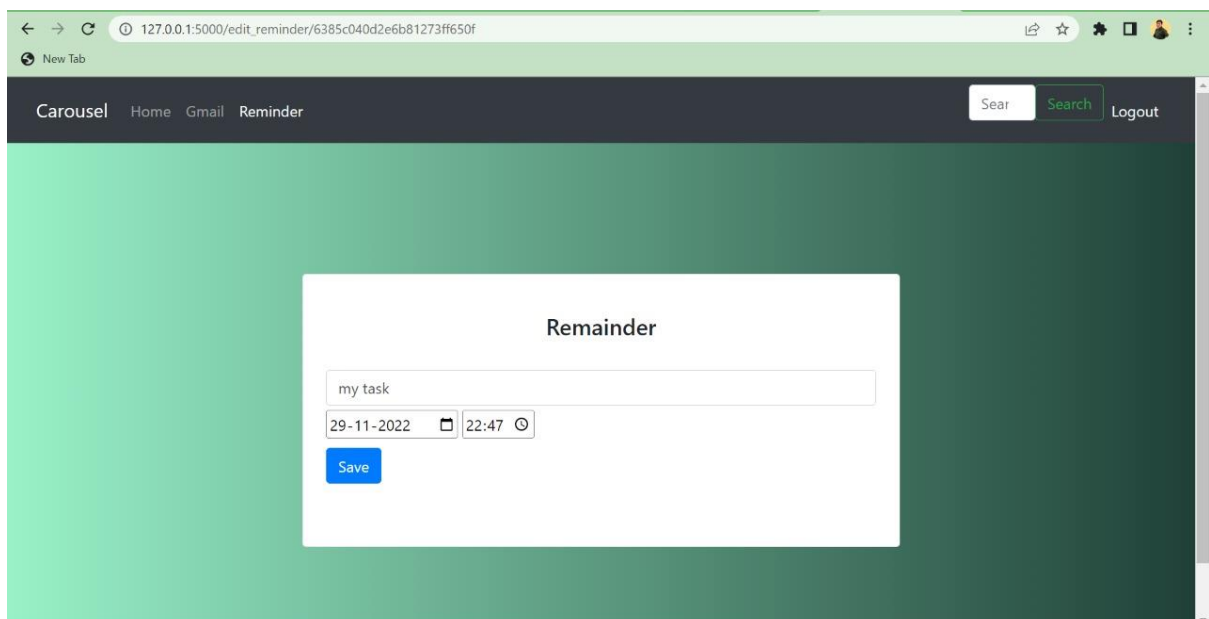 127.0.0.1:5000/edit_reminder/6385c040d2e6b81273ff650f
New Tab
Carousel Home Gmail Reminder Sear Search Logout
Remainder
my task
29-11-2022 22:47
Save